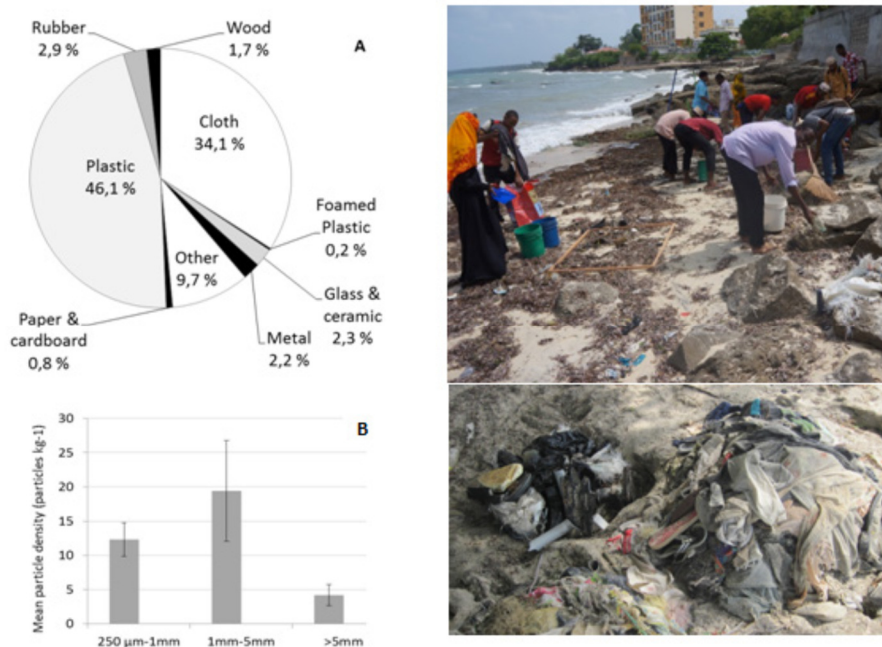 Rubber
2,9 %
Wood
1,7 %
A
Cloth
34,1 %
Plastic
46,1 %
Foamed
Plastic
0,2 %
Other
9,7 %
Glass &
ceramic
2,3 %
Paper &
cardboard
0,8 %
Metal
2,2 %
B
Mean particle density (particles kg-1)
30
25
20
15
10
5
0
250 µm-1mm
1mm-5mm
>5mm